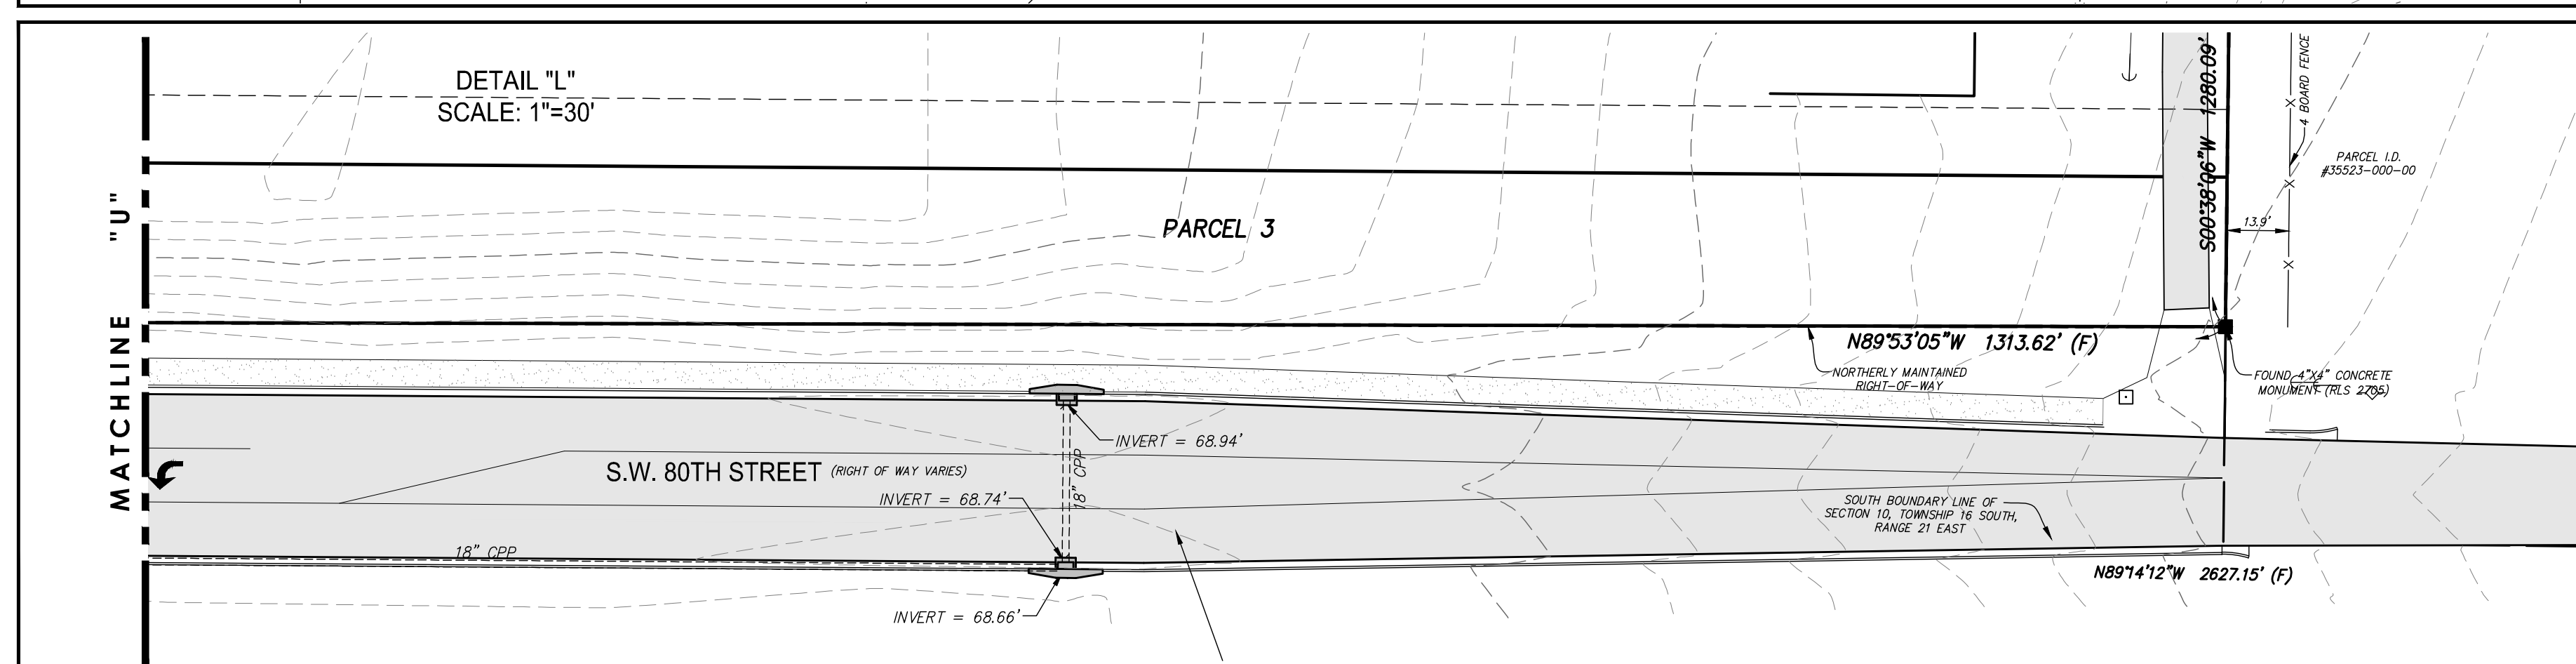 DETAIL "L"
SCALE: 1"=30'
MATCHLINE "U"
PARCEL 3
S00°38'06"W 1280.09'
4 BOARD FENCE
PARCEL I.D.
#35523-000-00
13.9'
N89°53'05"W 1313.62' (F)
NORTHERLY MAINTAINED
RIGHT-OF-WAY
FOUND 4"X4" CONCRETE
MONUMENT (RLS 2705)
INVERT = 68.94'
18" CPP
S.W. 80TH STREET (RIGHT OF WAY VARIES)
INVERT = 68.74'
SOUTH BOUNDARY LINE OF
SECTION 10, TOWNSHIP 16 SOUTH,
RANGE 21 EAST
18" CPP
N89°14'12"W 2627.15' (F)
INVERT = 68.66'